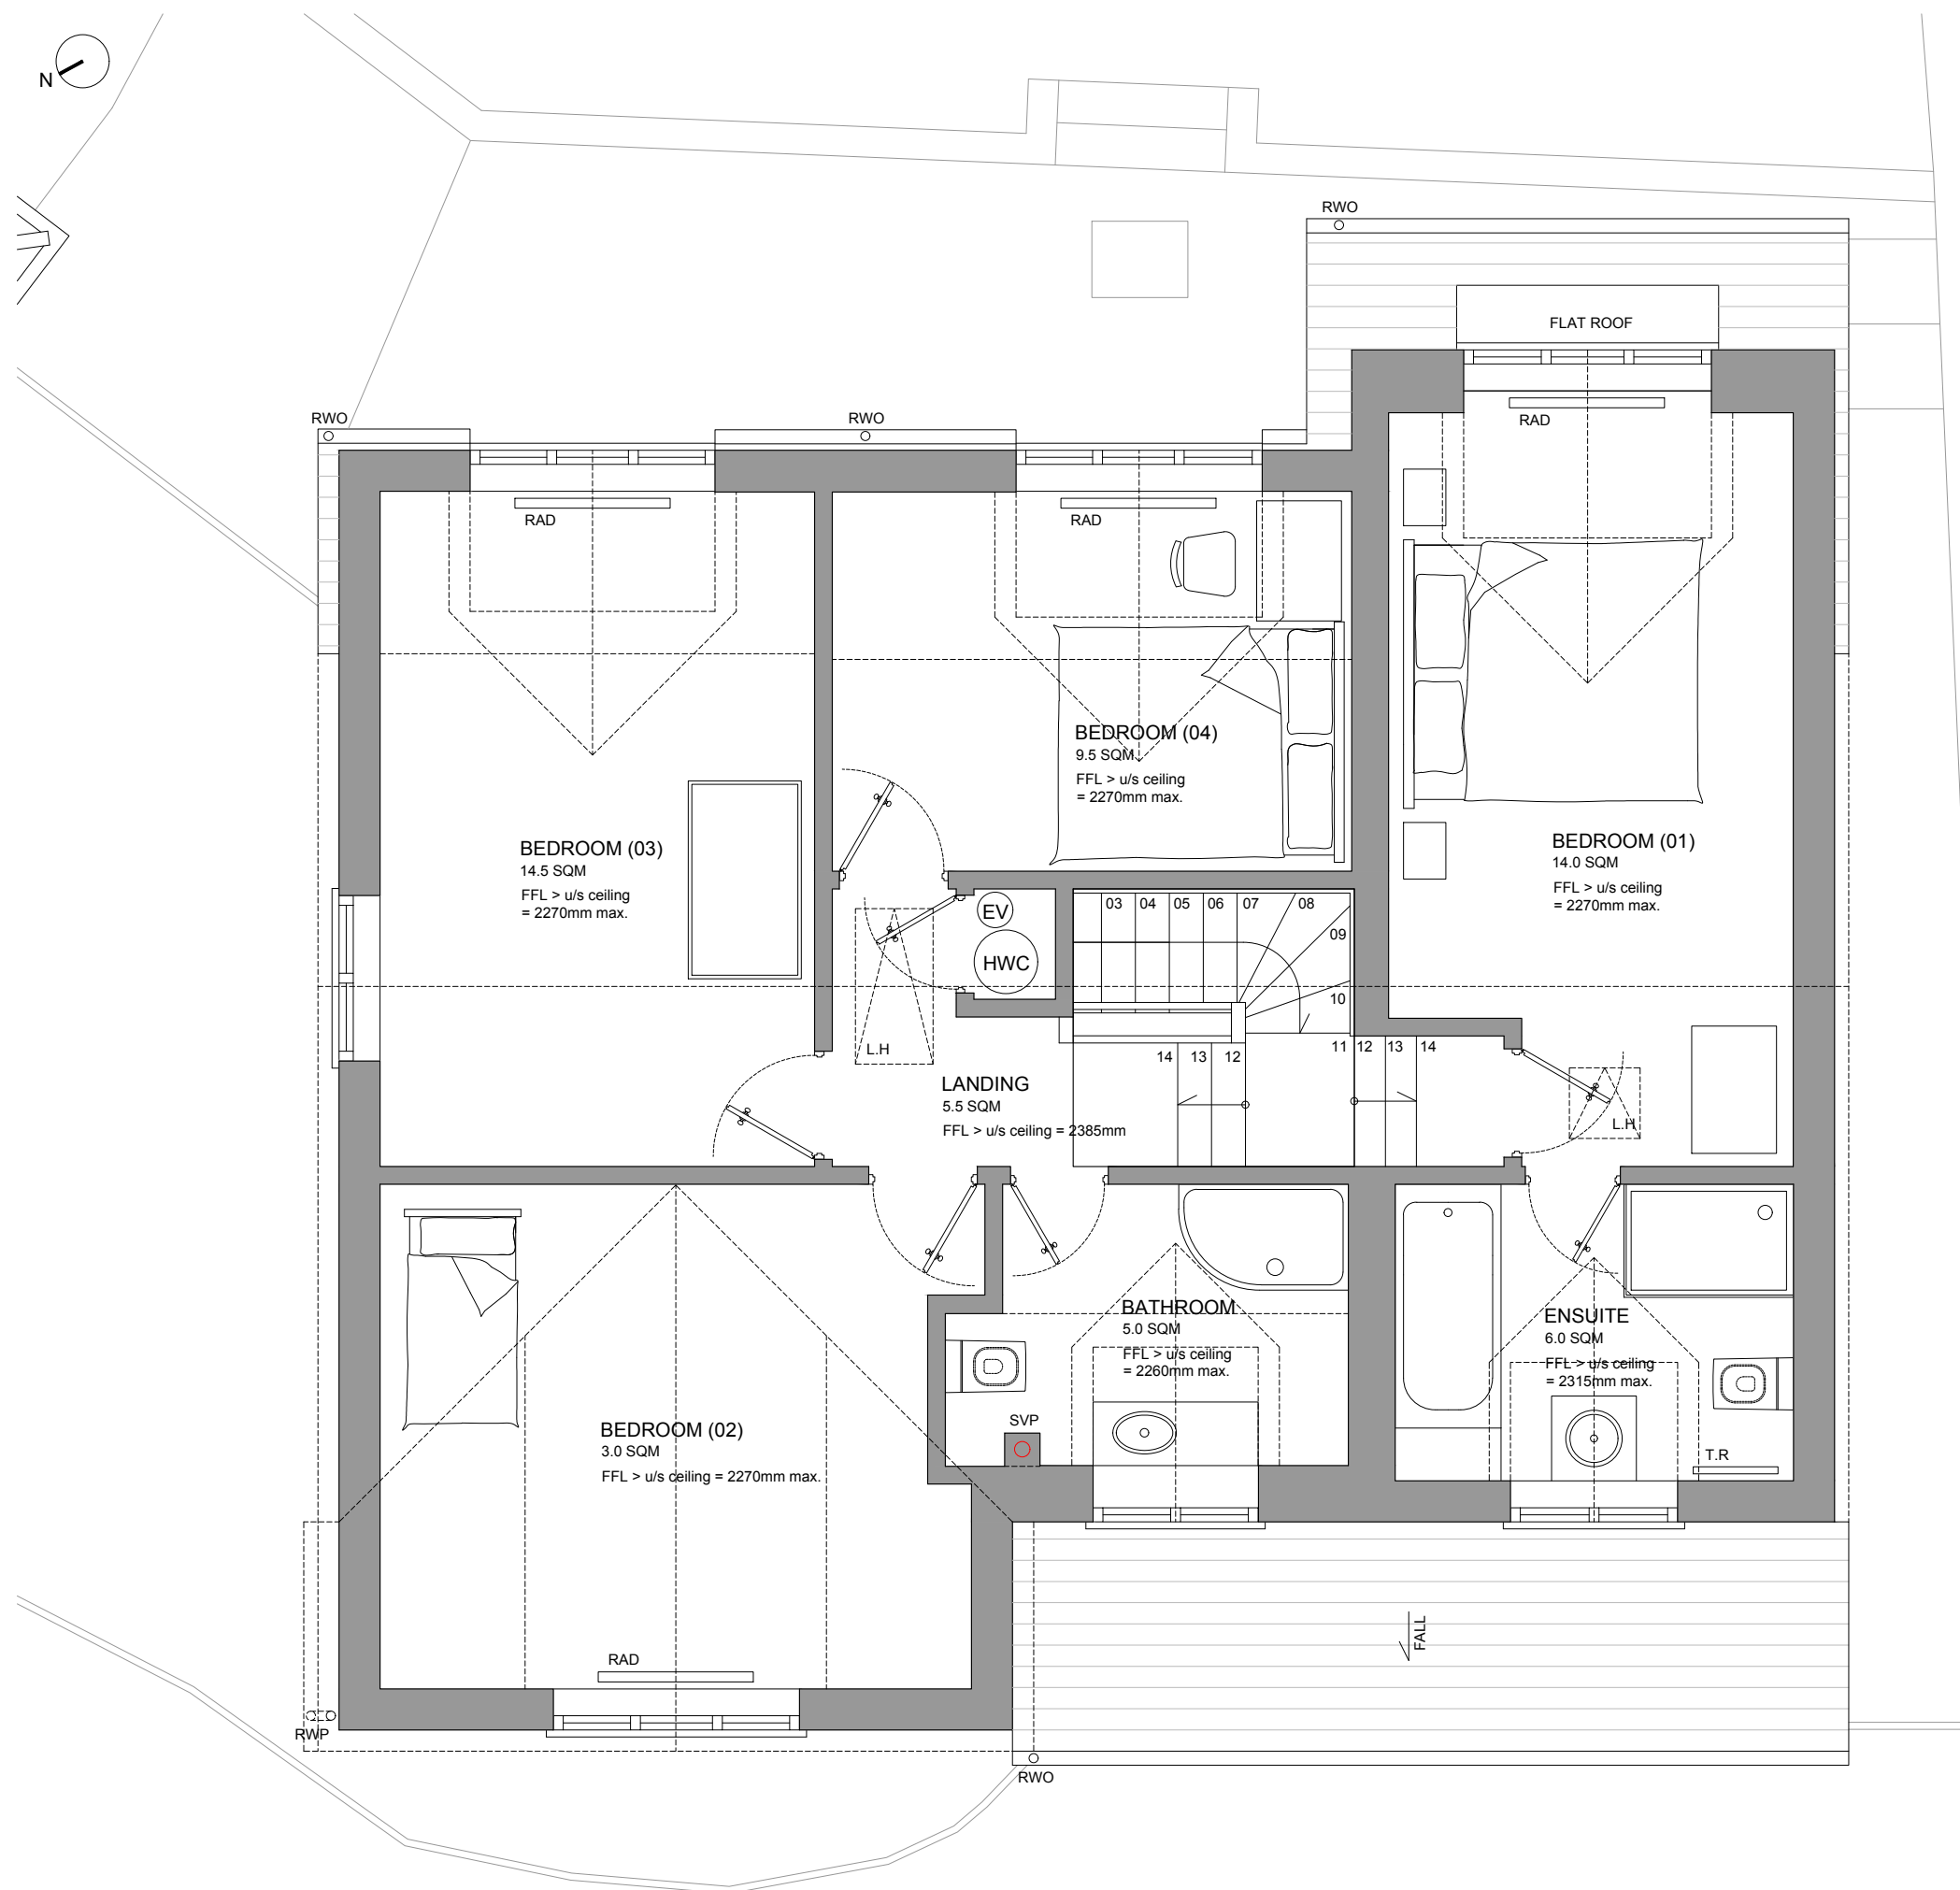 N
RWO
FLAT ROOF
RWO
RWO
RAD
RAD
RAD
BEDROOM (04)
9.5 SQM
FFL > u/s ceiling
= 2270mm max.
BEDROOM (03)
14.5 SQM
FFL > u/s ceiling
= 2270mm max.
BEDROOM (01)
14.0 SQM
FFL > u/s ceiling
= 2270mm max.
EV
HWC
03 04 05 06 07 08
09
10
L.H
14 13 12
11 12 13 14
LANDING
5.5 SQM
FFL > u/s ceiling = 2385mm
L.H
BATHROOM
5.0 SQM
FFL > u/s ceiling
= 2260mm max.
ENSUITE
6.0 SQM
FFL > u/s ceiling
= 2315mm max.
SVP
T.R
BEDROOM (02)
3.0 SQM
FFL > u/s ceiling = 2270mm max.
RAD
FALL
RWP
RWO